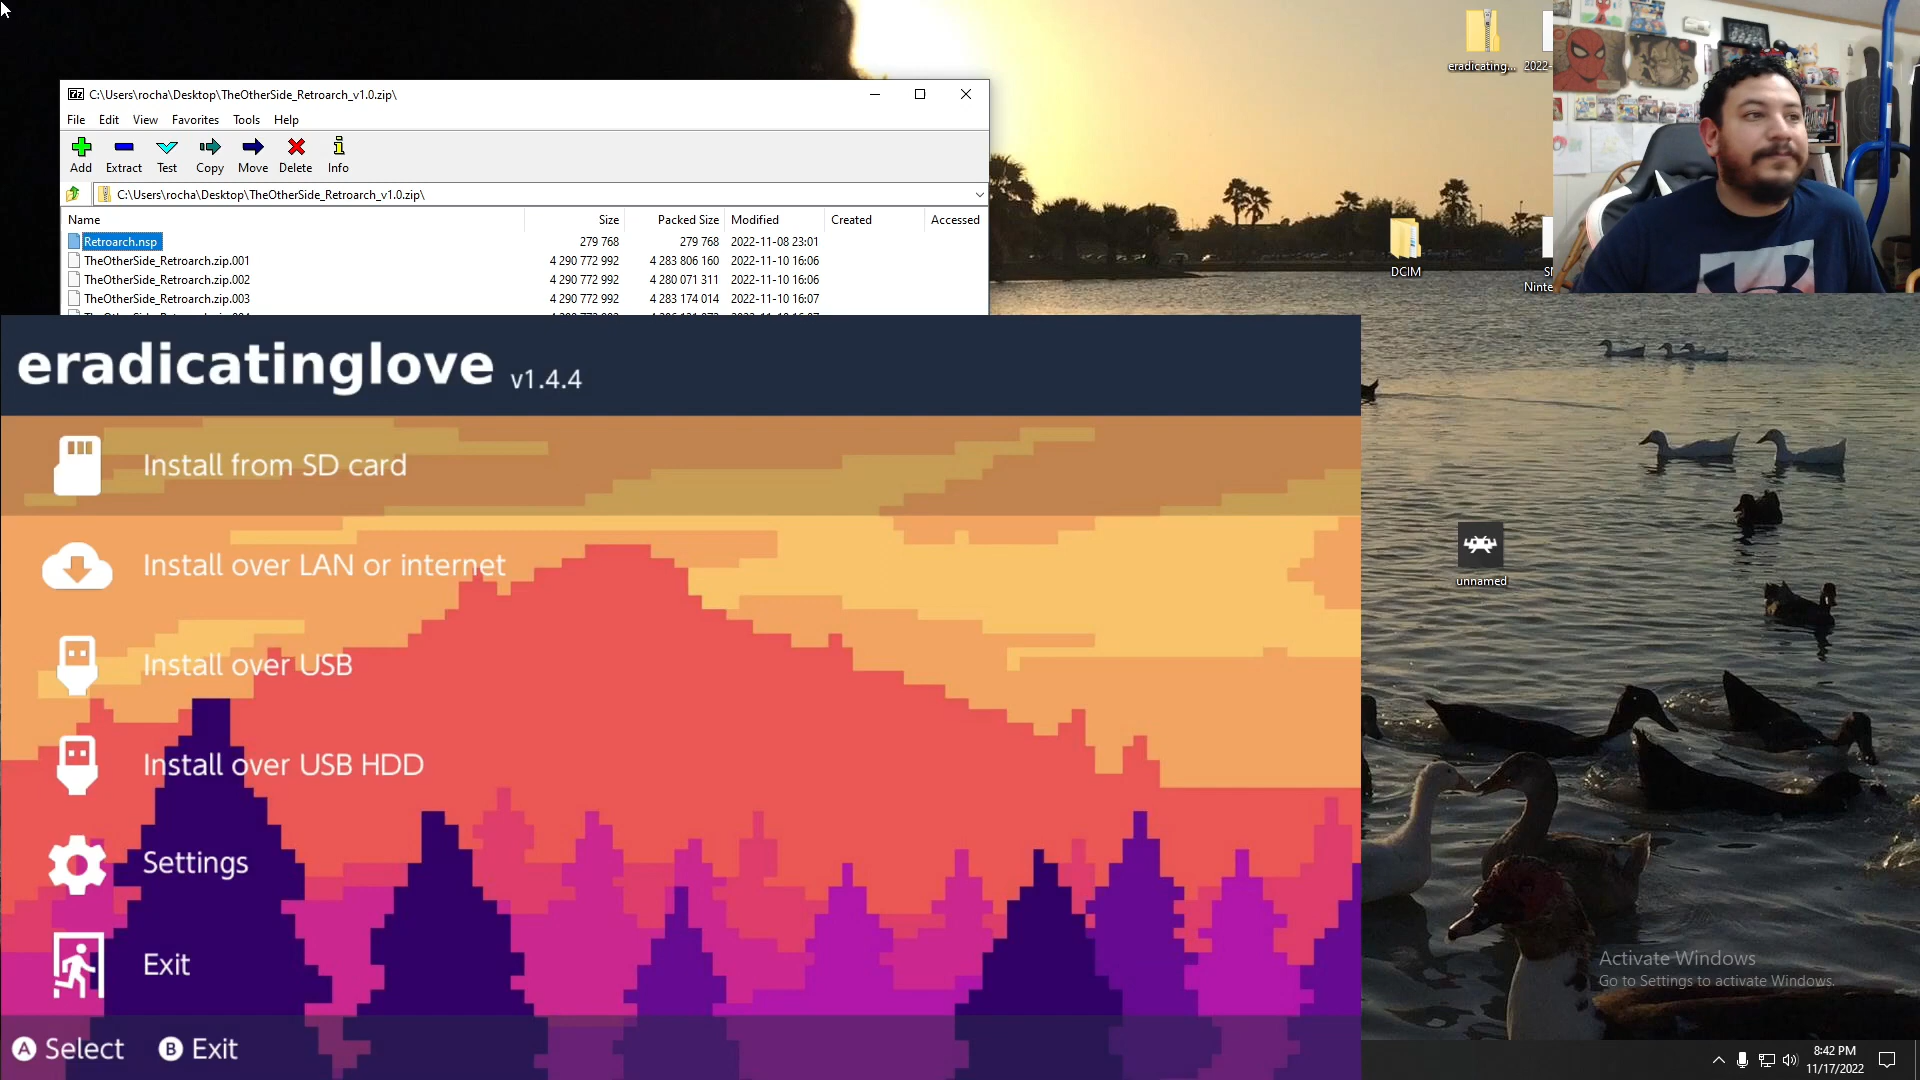 C:\Users\rocha\Desktop\TheOtherSide_Retroarch_v1.0.zip\
File Edit View Favorites Tools Help
Add Extract Test Copy Move Delete Info
C:\Users\rocha\Desktop\TheOtherSide_Retroarch_v1.0.zip\
Name Size Packed Size Modified Created Accessed
Retroarch.nsp 279 768 279 768 2022-11-08 23:01
TheOtherSide_Retroarch.zip.001 4 290 772 992 4 283 806 160 2022-11-10 16:06
TheOtherSide_Retroarch.zip.002 4 290 772 992 4 280 071 311 2022-11-10 16:06
TheOtherSide_Retroarch.zip.003 4 290 772 992 4 283 174 014 2022-11-10 16:07
eradicatinglove v1.4.4
Install from SD card
Install over LAN or internet
Install over USB
Install over USB HDD
Settings
Exit
A Select B Exit
eradicating... 2022-
DCIM
Ninte
unnamed
Activate Windows
Go to Settings to activate Windows.
8:42 PM
11/17/2022